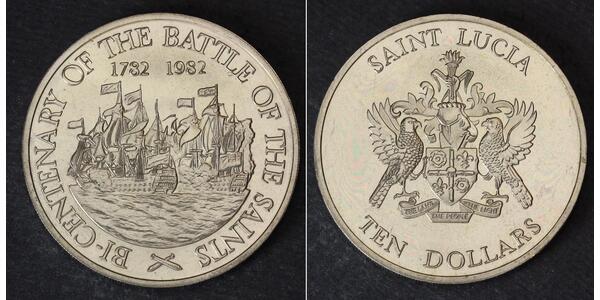 BI-CENTENARY OF THE BATTLE OF THE SAINTS
1782 1982
SAINT LUCIA
THE LAND THE PEOPLE THE LIGHT
TEN DOLLARS